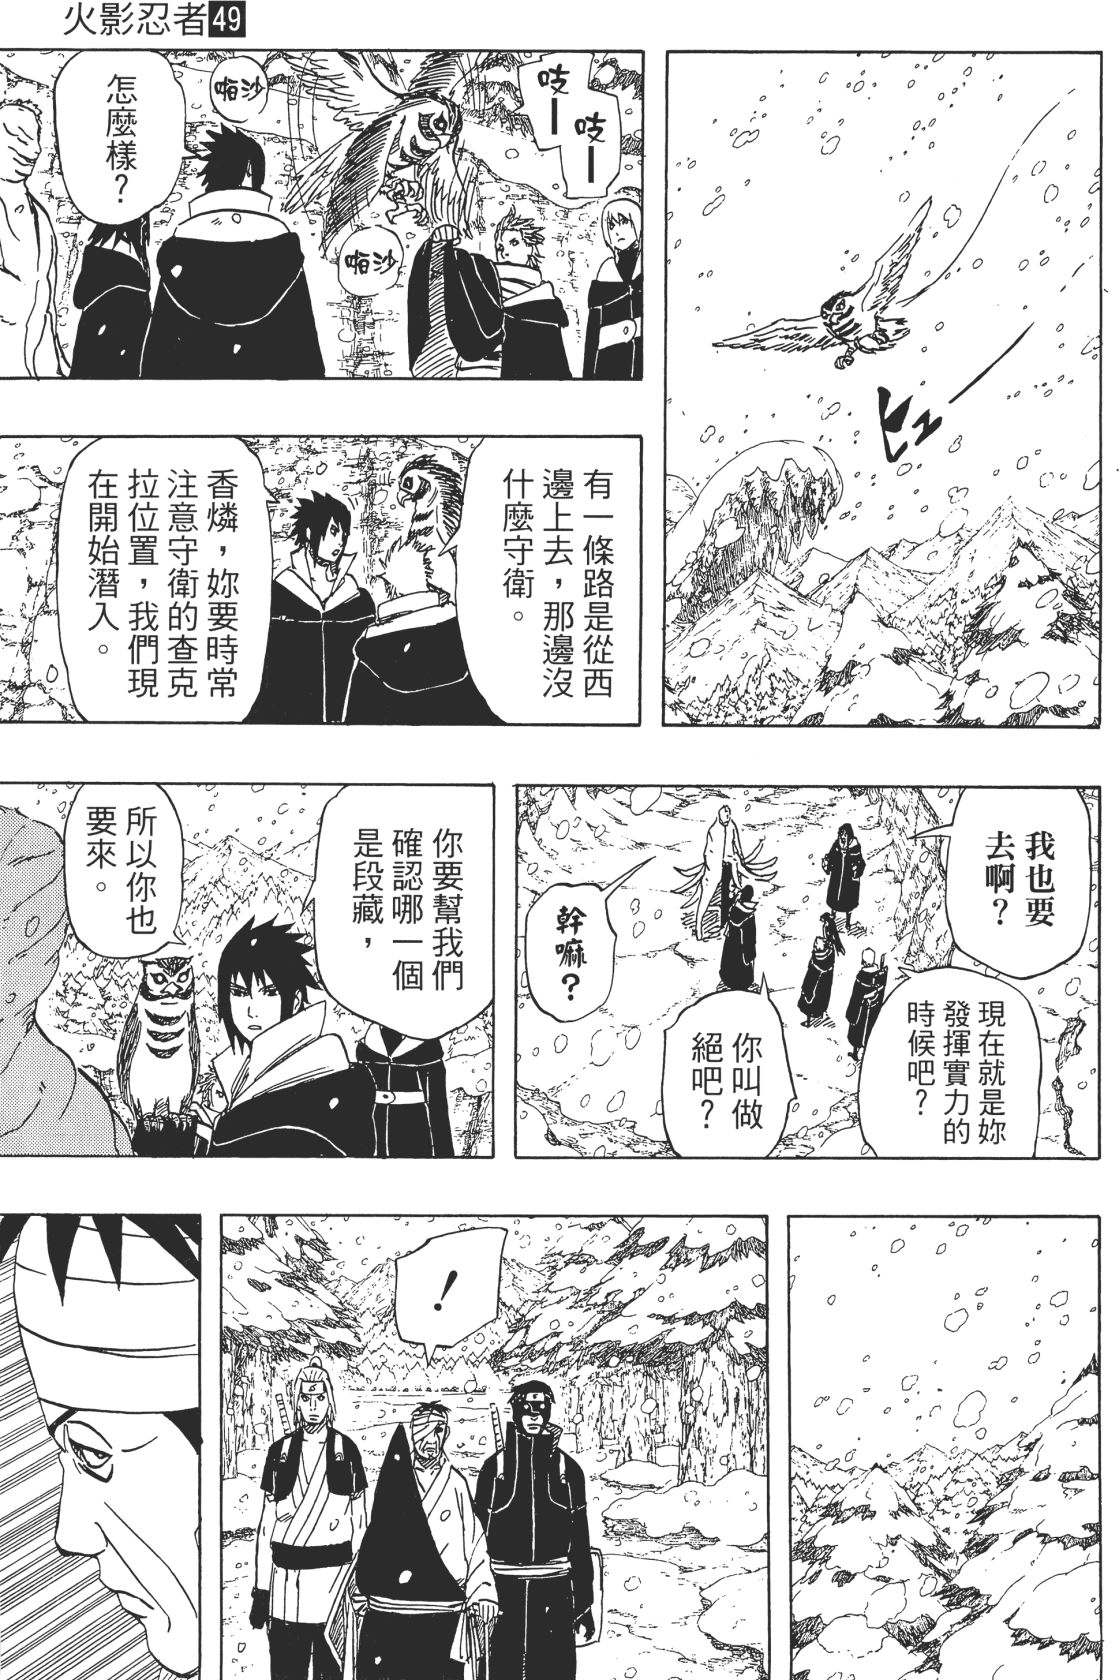 火影忍者49
ヒュ
吱ー
吱ー
啪沙
啪沙
怎麼樣？
有一條路是從西
邊上去，那邊沒
什麼守衛。
香燐，妳要時常
注意守衛的查克
拉位置，我們現
在開始潛入。
我也要
去啊？
現在就是妳
發揮實力的
時候吧？
你叫做
絕吧？
幹嘛？
你要幫我們
確認哪一個
是段藏，
所以你也
要來。
！